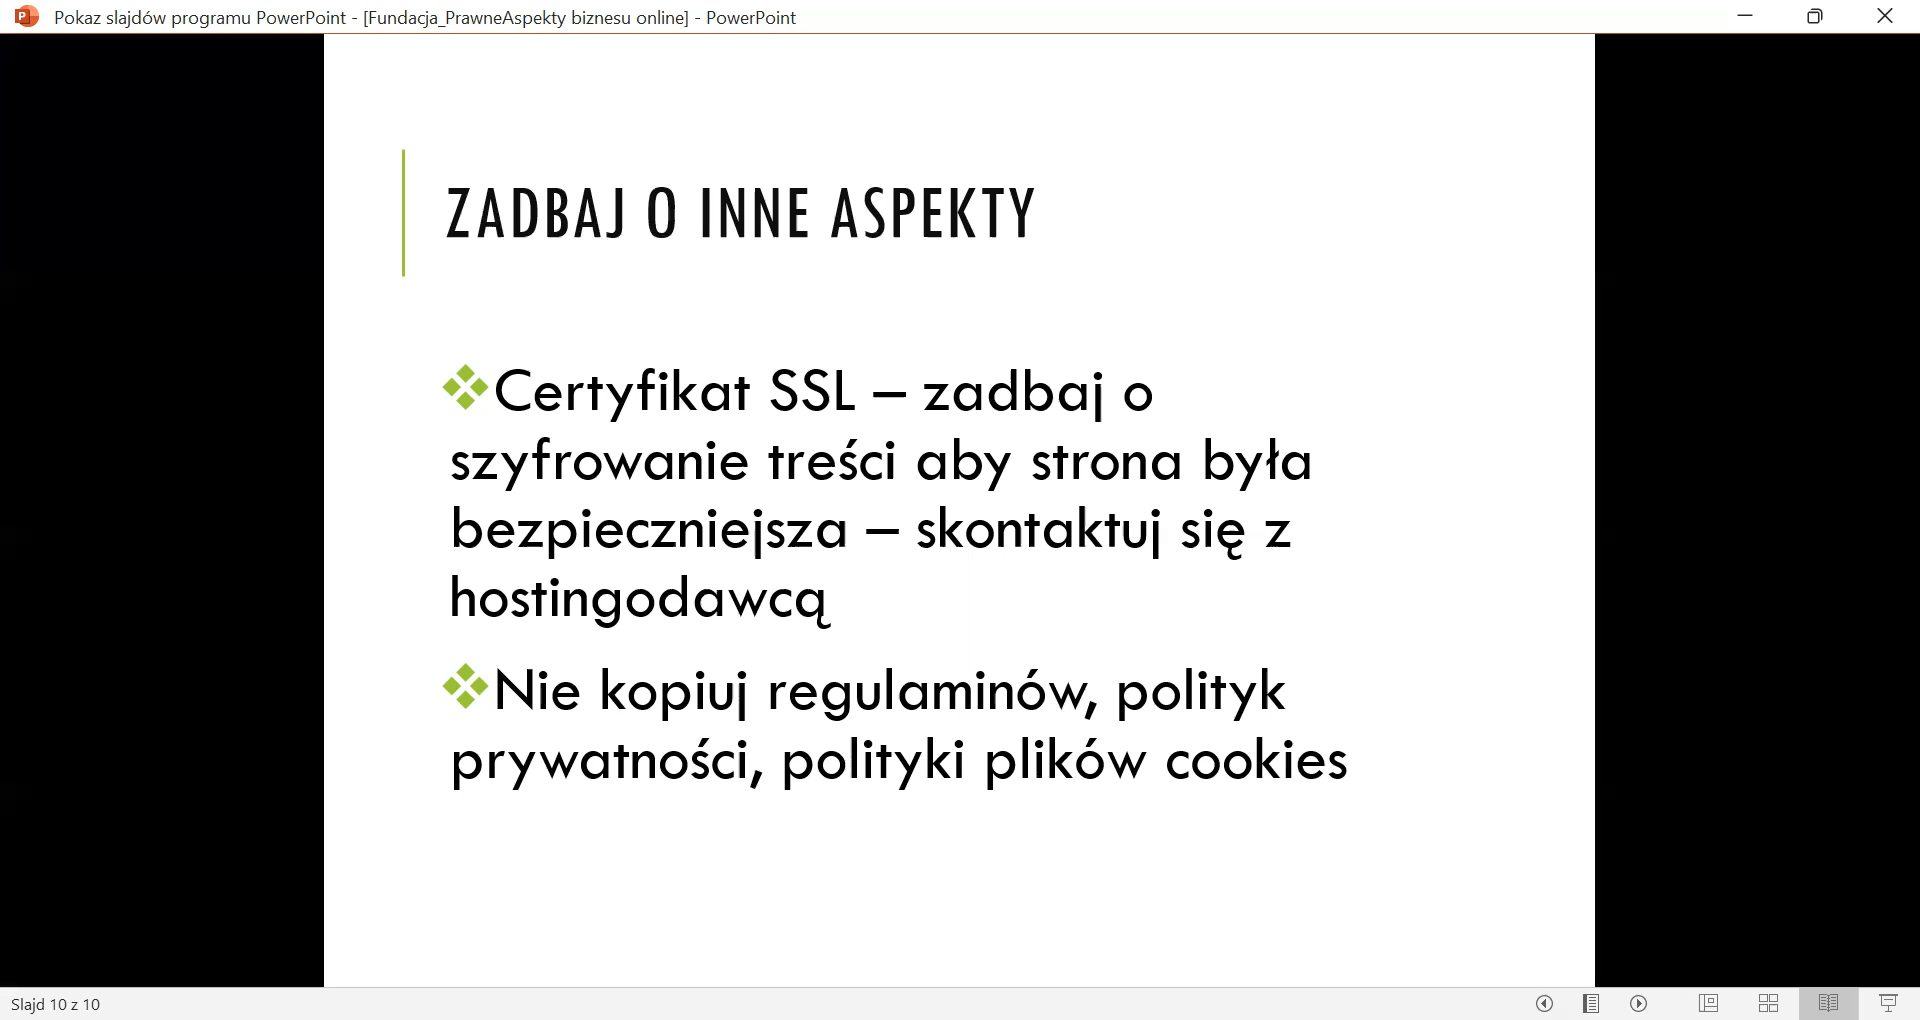 Pokaz slajdów programu PowerPoint - [Fundacja_PrawneAspekty biznesu online] - PowerPoint
ZADBAJ O INNE ASPEKTY
Certyfikat SSL – zadbaj o
szyfrowanie treści aby strona była
bezpieczniejsza – skontaktuj się z
hostingodawcą
Nie kopiuj regulaminów, polityk
prywatności, polityki plików cookies
Slajd 10 z 10